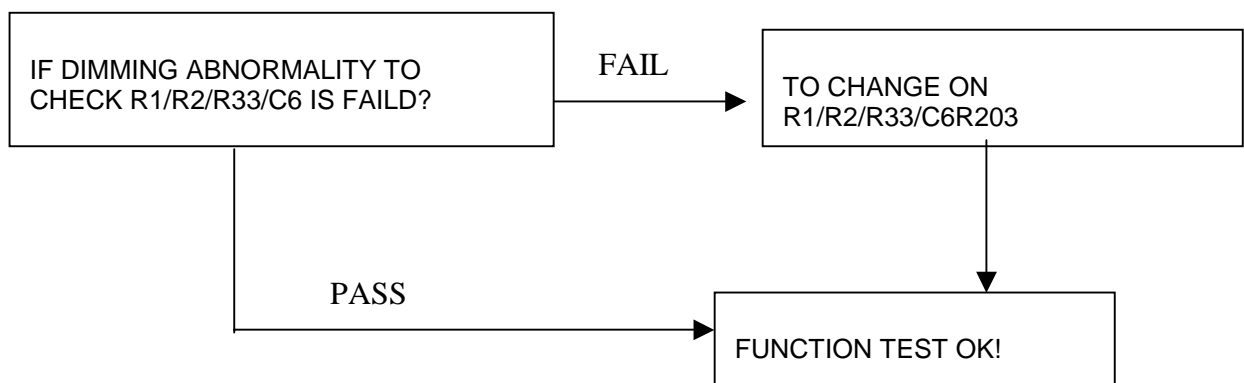 IF DIMMING ABNORMALITY TO
CHECK R1/R2/R33/C6 IS FAILD?
FAIL
TO CHANGE ON
R1/R2/R33/C6R203
PASS
FUNCTION TEST OK!